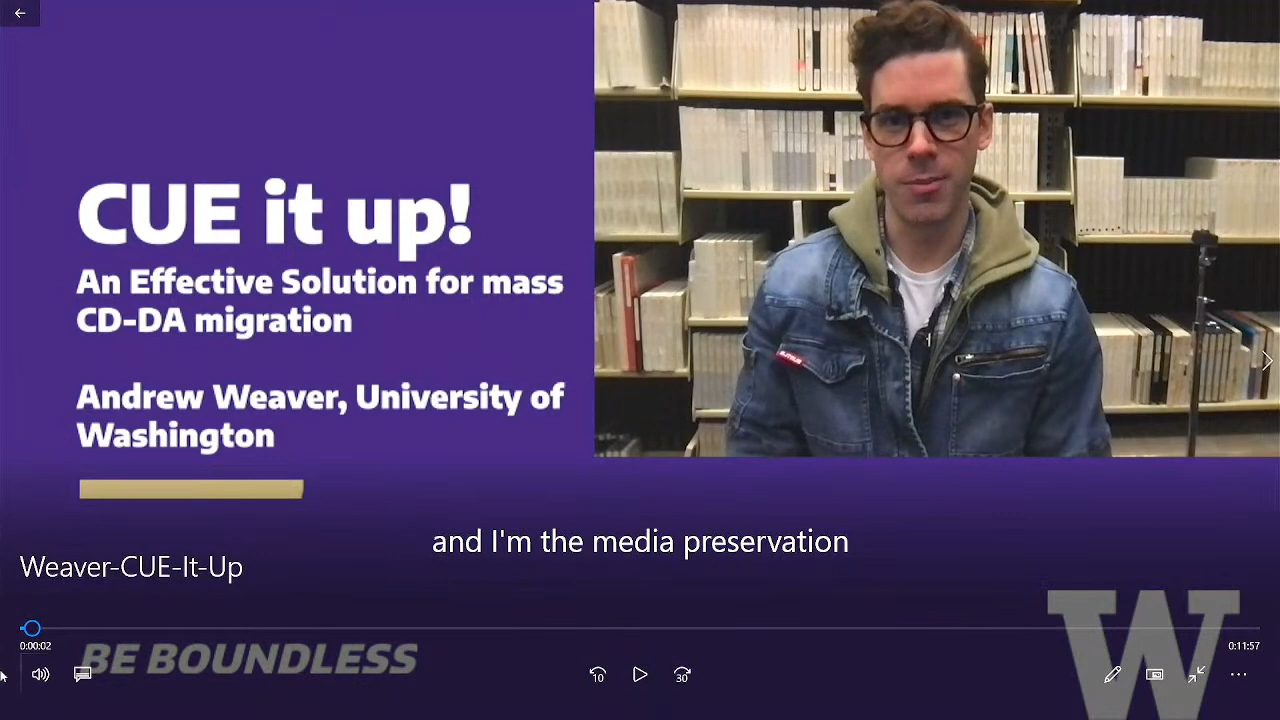 CUE it up!
An Effective Solution for mass
CD-DA migration
Andrew Weaver, University of
Washington
and I'm the media preservation
Weaver-CUE-It-Up
0:00:02
0:11:57
BE BOUNDLESS
W
10
30